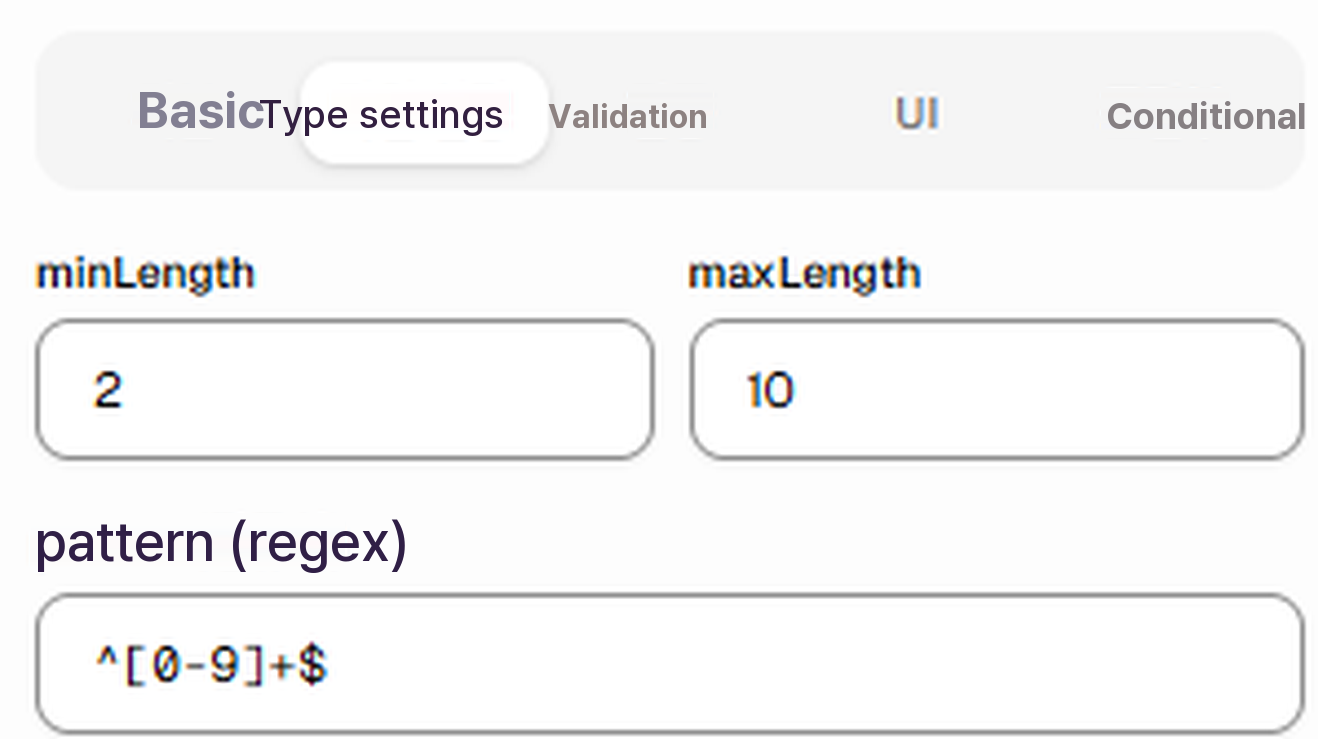 Basic Type settings Validation UI Conditional
minLength maxLength
2 10
pattern (regex)
^[0-9]+$